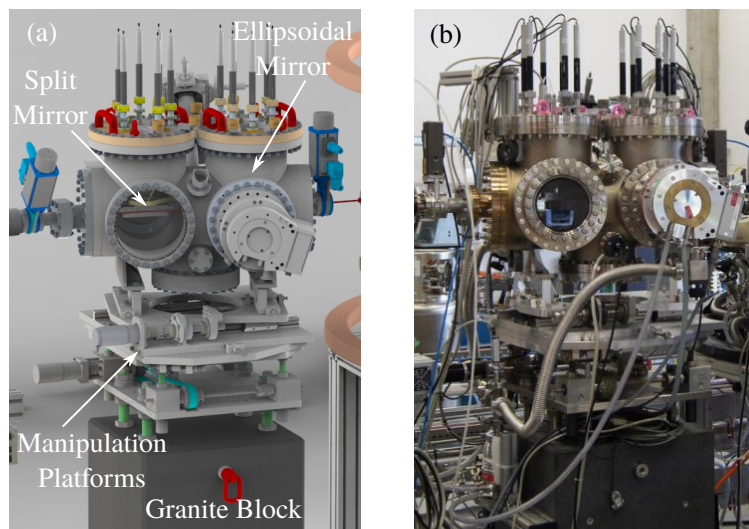 (a)
Ellipsoidal
Mirror
Split
Mirror
Manipulation
Platforms
Granite Block
(b)